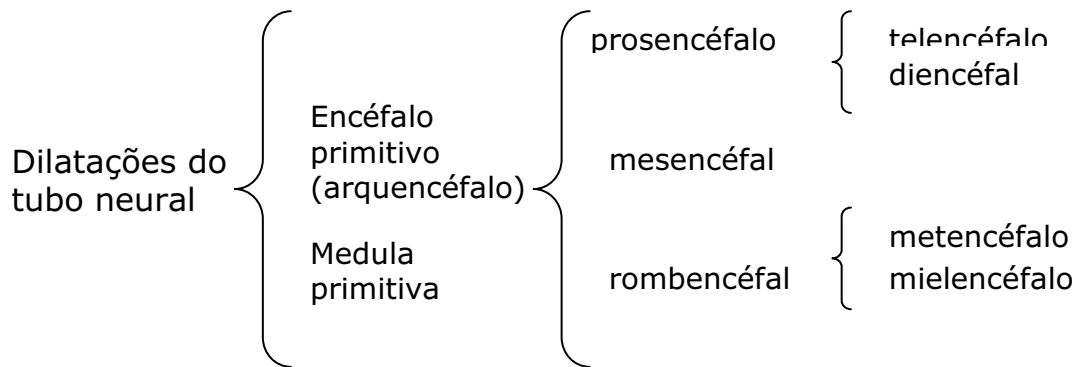 Dilatações do
tubo neural
Encéfalo
primitivo
(arquencéfalo)
Medula
primitiva
prosencéfalo
mesencéfal
rombencéfal
telencéfalo
diencéfal
metencéfalo
mielencéfalo